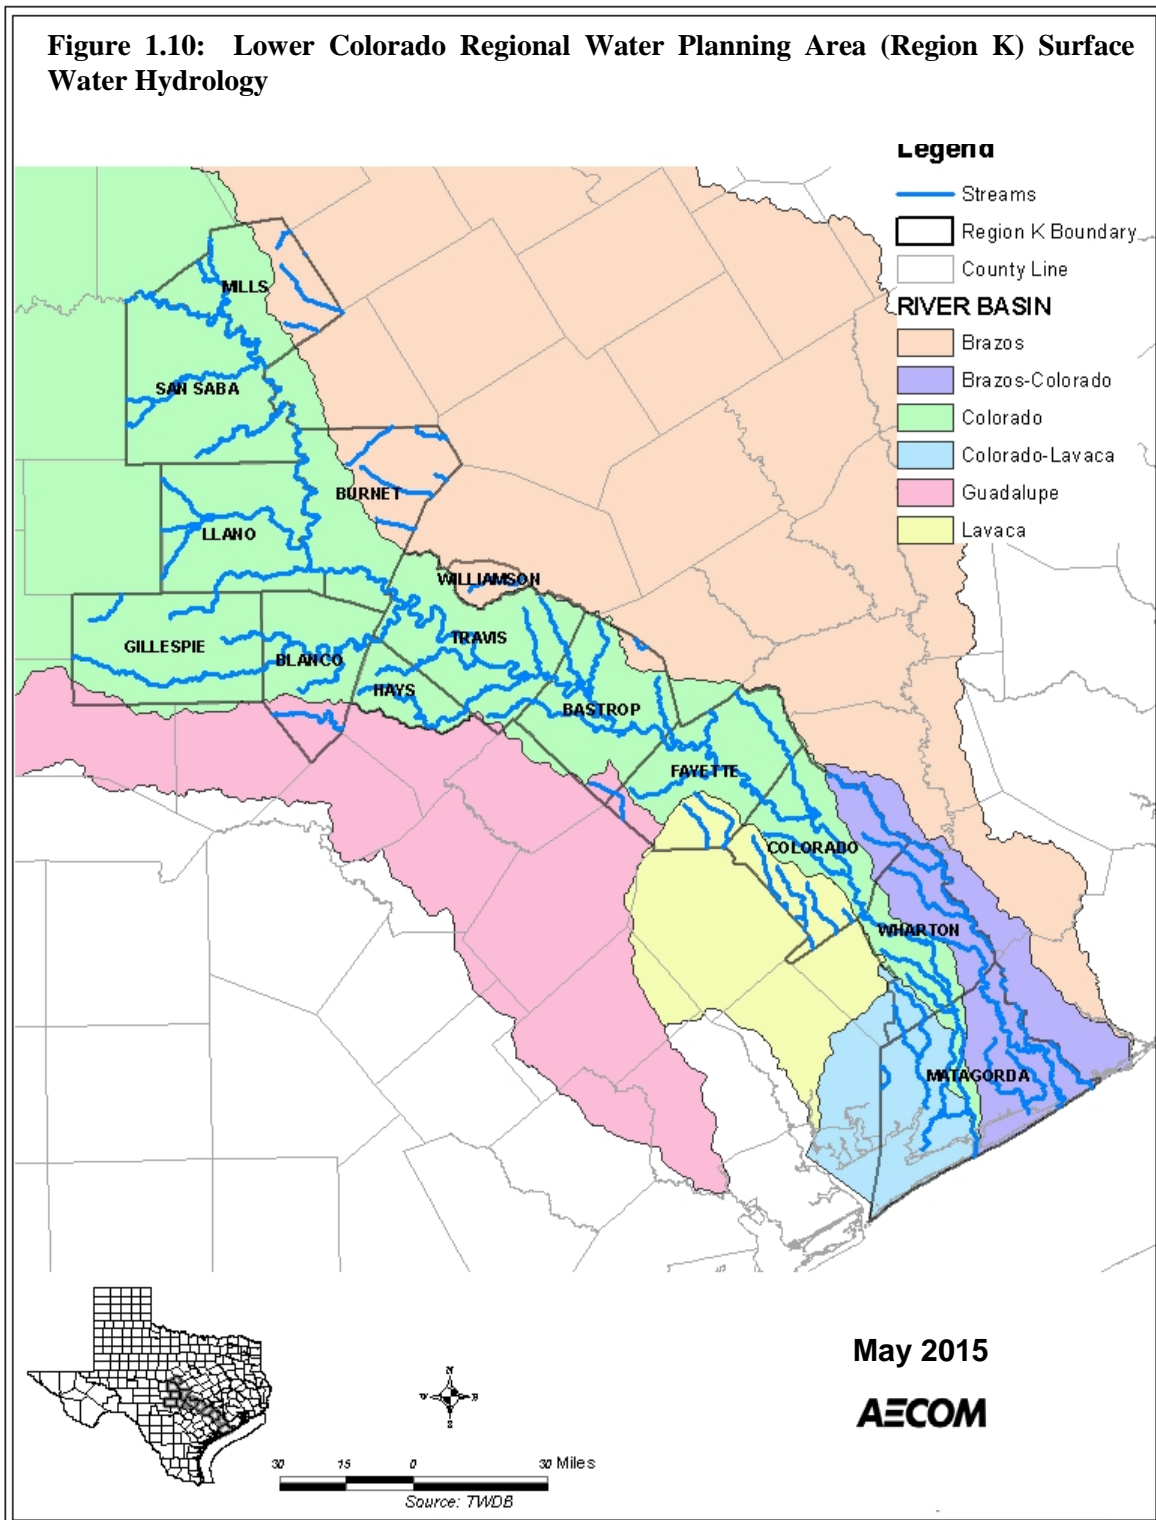 Figure 1.10: Lower Colorado Regional Water Planning Area (Region K) Surface
Water Hydrology
Legend
Streams
Region K Boundary
County Line
RIVER BASIN
Brazos
Brazos-Colorado
Colorado
Colorado-Lavaca
Guadalupe
Lavaca
MILLS
SAN SABA
BURNET
LLANO
WILLIAMSON
TRAVIS
GILLESPIE
BLANCO
HAYS
BASTROP
FAYETTE
COLORADO
WHARTON
MATAGORDA
May 2015
AECOM
N
W E
S
30 15 0 30 Miles
Source: TWDB